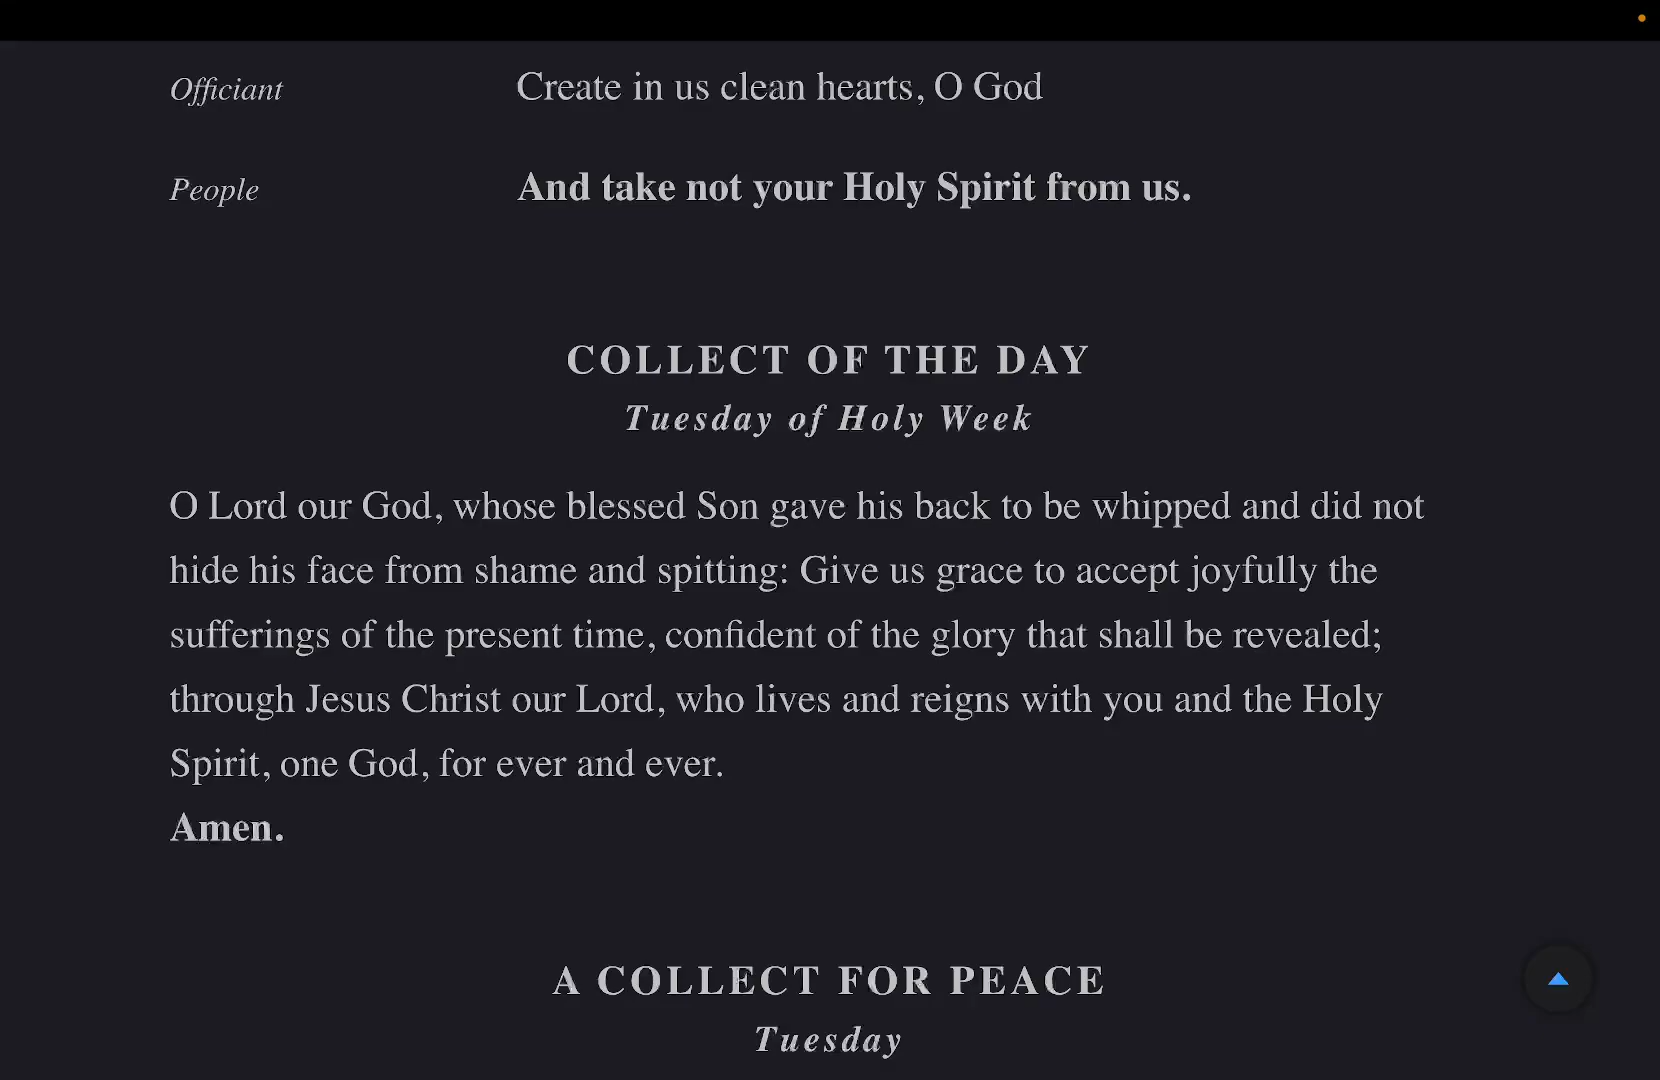 Officiant Create in us clean hearts, O God
People And take not your Holy Spirit from us.
COLLECT OF THE DAY
Tuesday of Holy Week
O Lord our God, whose blessed Son gave his back to be whipped and did not
hide his face from shame and spitting: Give us grace to accept joyfully the
sufferings of the present time, confident of the glory that shall be revealed;
through Jesus Christ our Lord, who lives and reigns with you and the Holy
Spirit, one God, for ever and ever.
Amen.
A COLLECT FOR PEACE
Tuesday